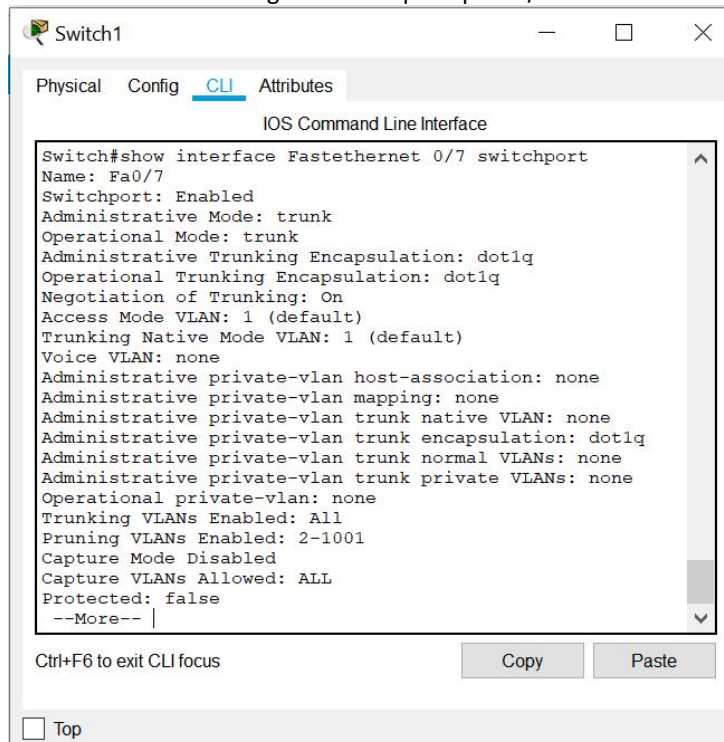 Switch1
Physical Config CLI Attributes
IOS Command Line Interface
Switch#show interface Fastethernet 0/7 switchport
Name: Fa0/7
Switchport: Enabled
Administrative Mode: trunk
Operational Mode: trunk
Administrative Trunking Encapsulation: dot1q
Operational Trunking Encapsulation: dot1q
Negotiation of Trunking: On
Access Mode VLAN: 1 (default)
Trunking Native Mode VLAN: 1 (default)
Voice VLAN: none
Administrative private-vlan host-association: none
Administrative private-vlan mapping: none
Administrative private-vlan trunk native VLAN: none
Administrative private-vlan trunk encapsulation: dot1q
Administrative private-vlan trunk normal VLANs: none
Administrative private-vlan trunk private VLANs: none
Operational private-vlan: none
Trunking VLANs Enabled: All
Pruning VLANs Enabled: 2-1001
Capture Mode Disabled
Capture VLANs Allowed: ALL
Protected: false
--More--
Ctrl+F6 to exit CLI focus
Copy Paste
Top